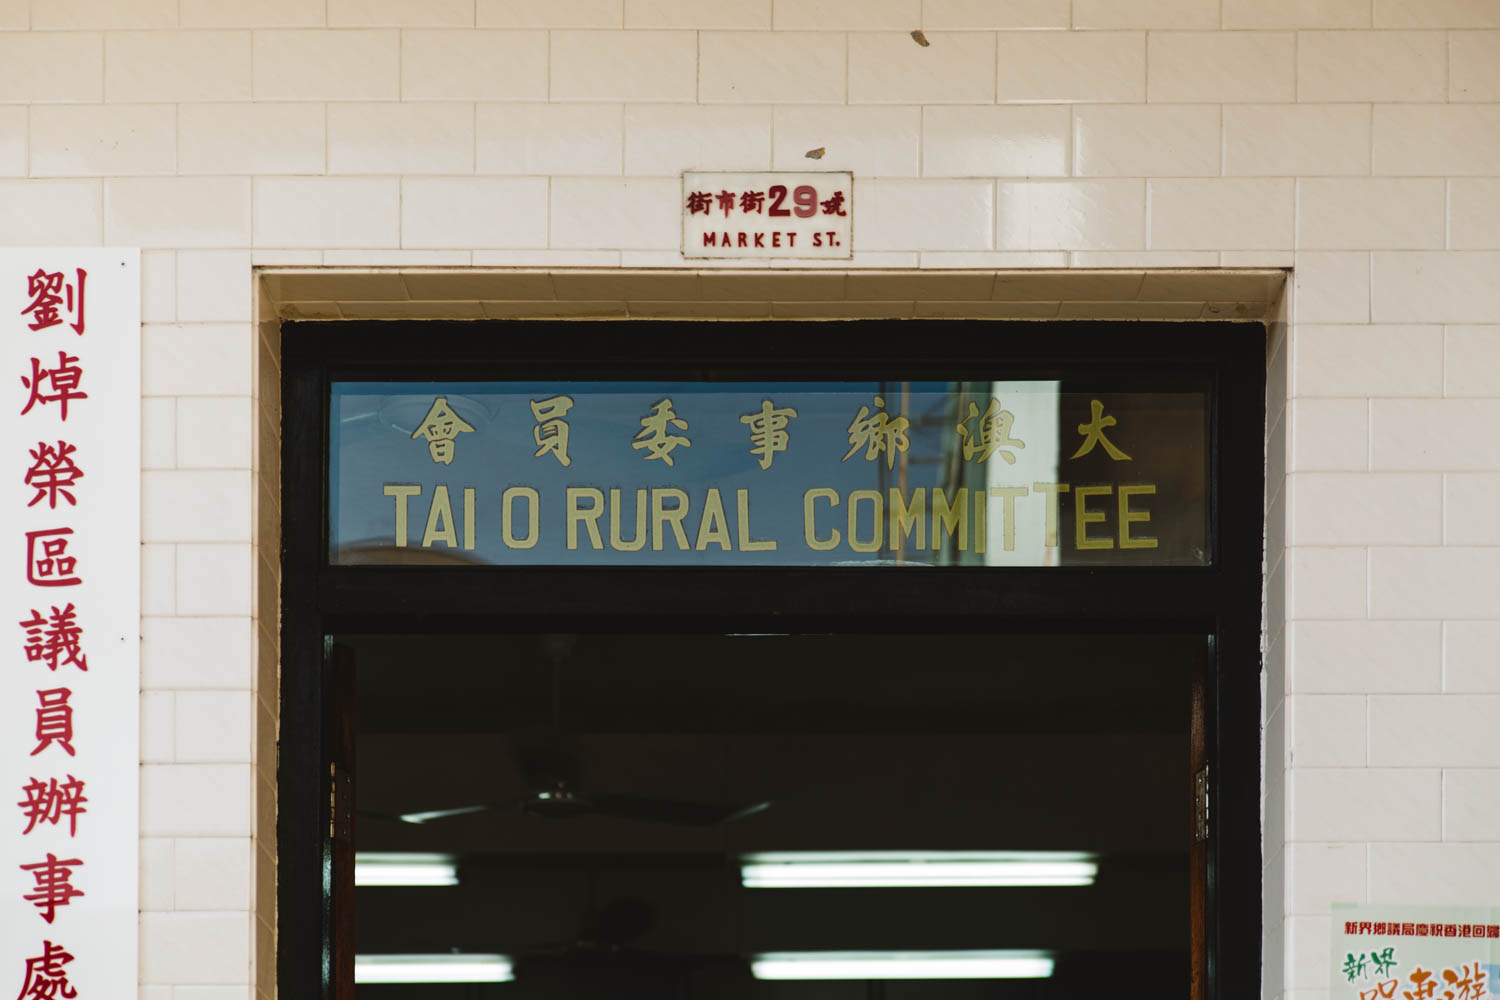 街市街29號
MARKET ST.
大澳鄉事委員會
TAI O RURAL COMMITTEE
劉焯榮區議員辦事處
新界鄉議局慶祝香港回歸
新界